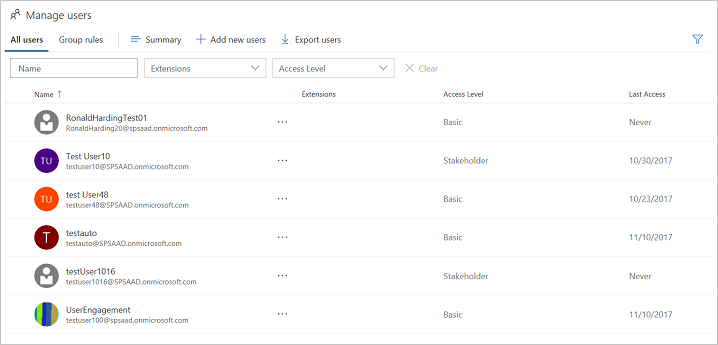 Manage users
All users Group rules Summary Add new users Export users
Name Extensions Access Level Clear
Name ↑ Extensions Access Level Last Access
RonaldHardingTest01
RonaldHarding20@spsaad.onmicrosoft.com ... Basic Never
TU Test User10
testuser10@SPSAAD.onmicrosoft.com ... Stakeholder 10/30/2017
TU test User48
testuser48@SPSAAD.onmicrosoft.com ... Basic 10/23/2017
T testauto
testauto@SPSAAD.onmicrosoft.com ... Basic 11/10/2017
testUser1016
testuser1016@SPSAAD.onmicrosoft.com ... Stakeholder Never
UserEngagement
testuser100@spsaad.onmicrosoft.com ... Basic 11/10/2017